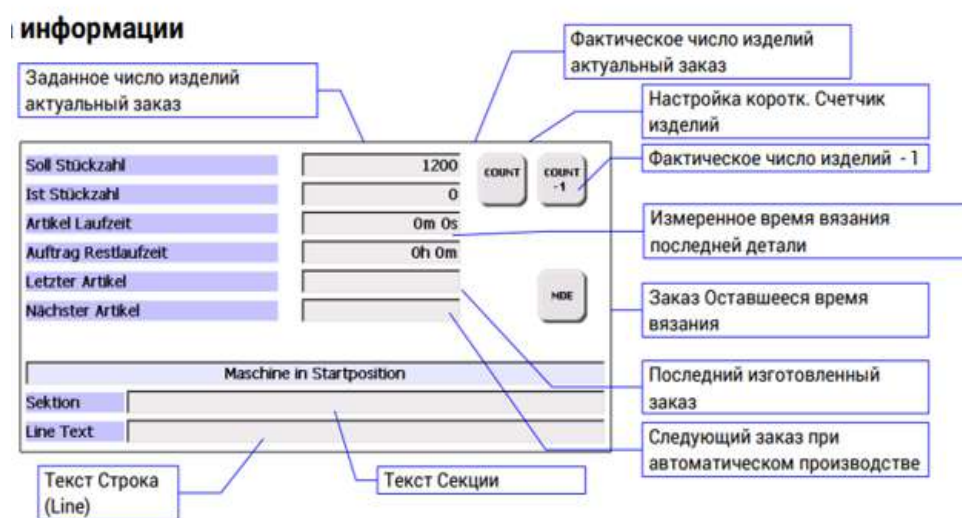 информации
Фактическое число изделий
актуальный заказ
Заданное число изделий
актуальный заказ
Настройка коротк. Счетчик
изделий
Фактическое число изделий - 1
Soll Stückzahl 1200 COUNT COUNT -1
Ist Stückzahl 0
Artikel Laufzeit 0m 0s
Auftrag Restlaufzeit 0h 0m
Letzter Artikel
Nächster Artikel
MDE
Измеренное время вязания
последней детали
Заказ Оставшееся время
вязания
Maschine in Startposition
Sektion
Line Text
Последний изготовленный
заказ
Следующий заказ при
автоматическом производстве
Текст Строка
(Line)
Текст Секции